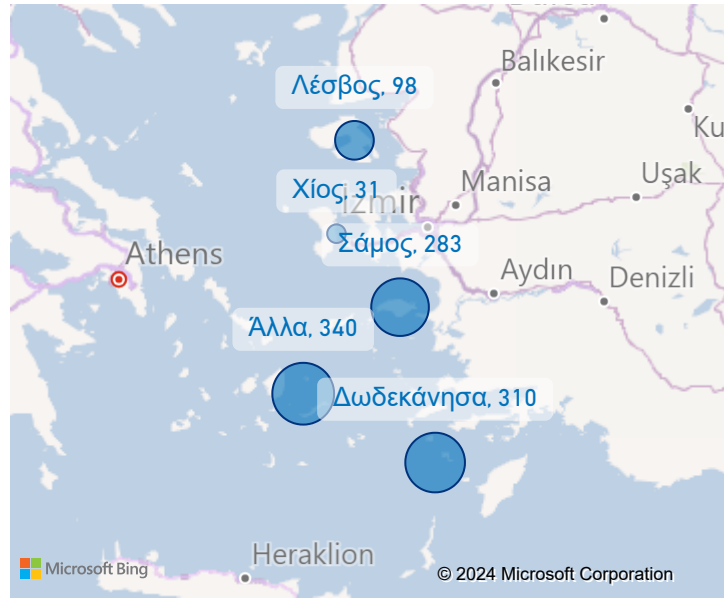 Balıkesir
Λέσβος, 98
Ku
Uşak
Manisa
Χίος, 31
İzmir
Σάμος, 283
Athens
Aydın
Denizli
Άλλα, 340
Δωδεκάνησα, 310
Heraklion
Microsoft Bing
© 2024 Microsoft Corporation